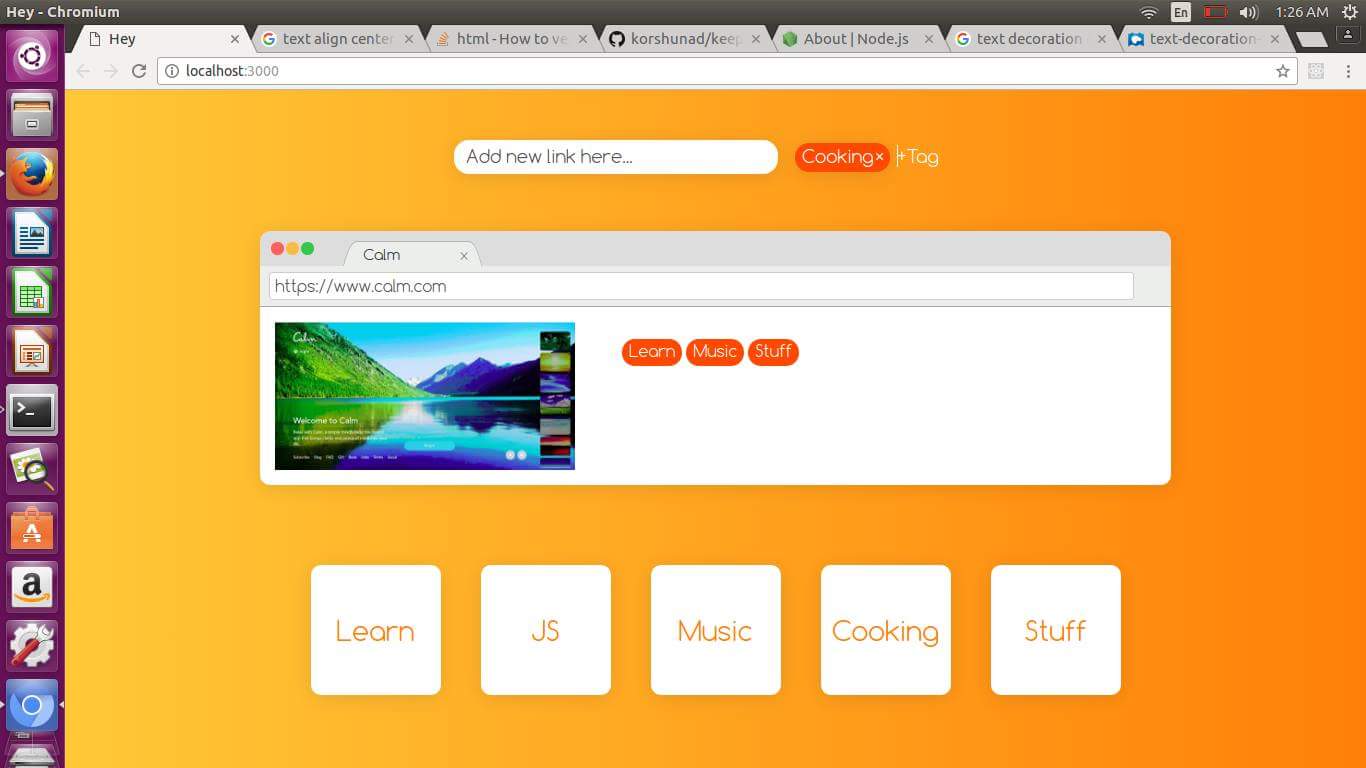 Hey - Chromium
En
1:26 AM
Hey
text align center
html - How to ve
korshunad/keep
About | Node.js
text decoration
text-decoration-
localhost:3000
Add new link here...
Cooking× +Tag
Calm
https://www.calm.com
Calm
Welcome to Calm
Learn Music Stuff
Learn
JS
Music
Cooking
Stuff